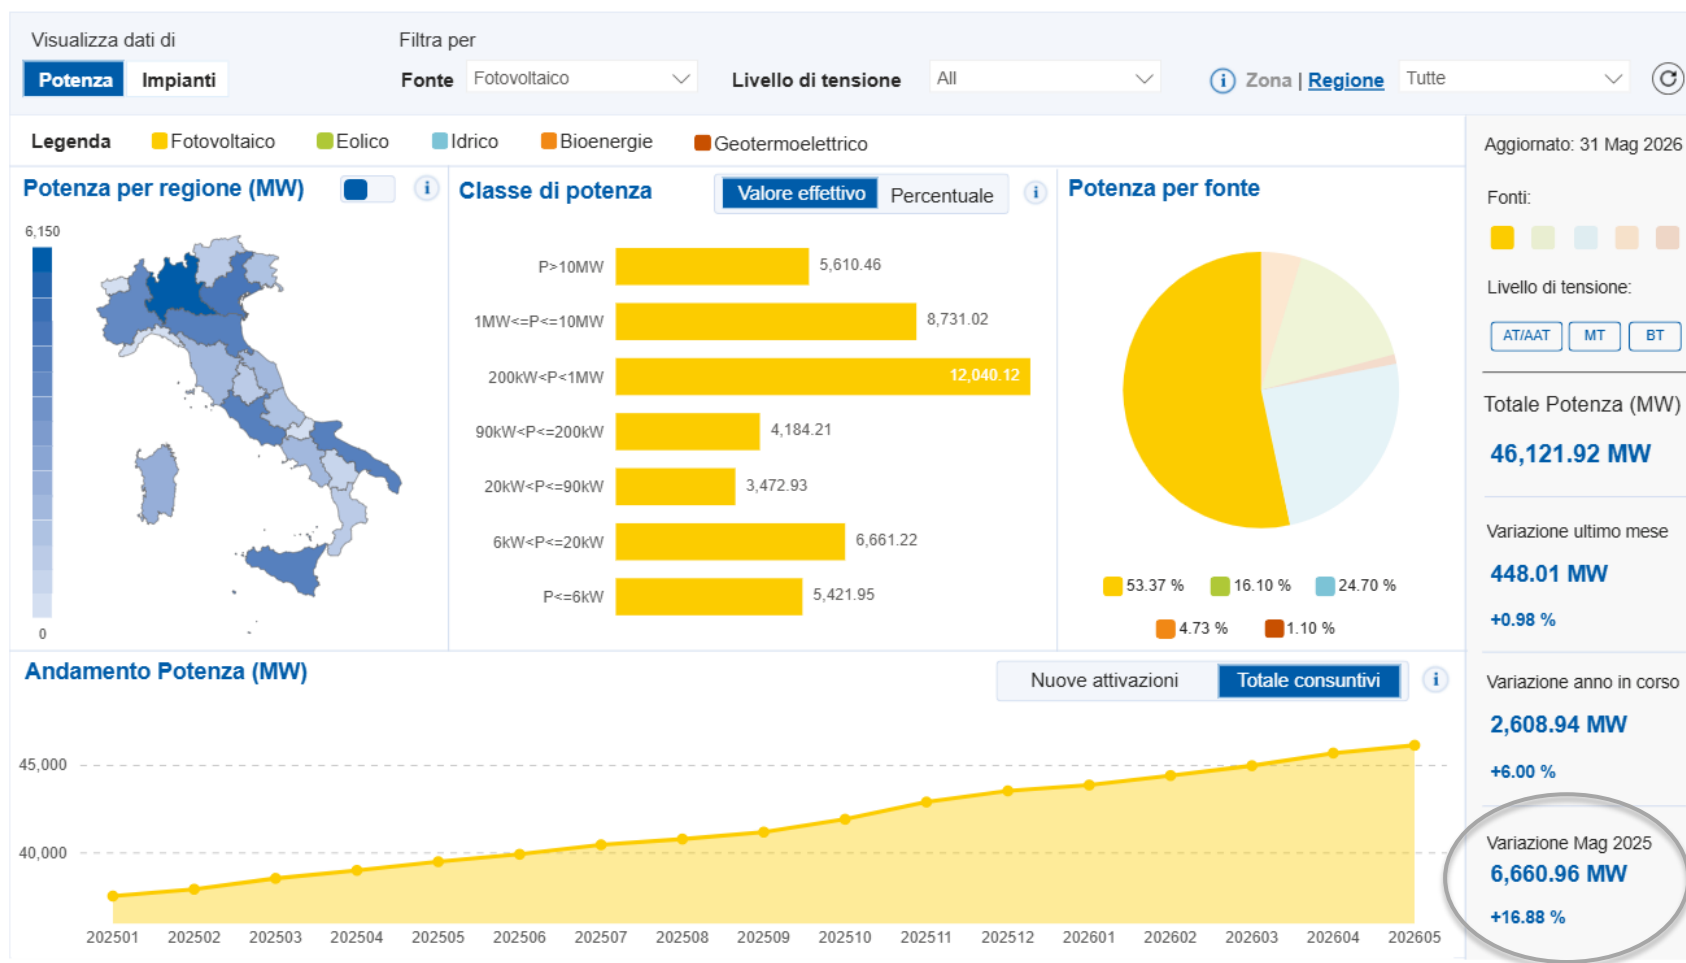 Visualizza dati di
Filtra per
Potenza
Impianti
Fonte
Fotovoltaico
Livello di tensione
All
i
Zona | Regione
Tutte
Legenda
Fotovoltaico
Eolico
Idrico
Bioenergie
Geotermoelettrico
Potenza per regione (MW)
i
6,150
0
Classe di potenza
Valore effettivo
Percentuale
i
P>10MW
5,610.46
1MW<=P<=10MW
8,731.02
200kW<P<1MW
12,040.12
90kW<P<=200kW
4,184.21
20kW<P<=90kW
3,472.93
6kW<P<=20kW
6,661.22
P<=6kW
5,421.95
Potenza per fonte
53.37 %
16.10 %
24.70 %
4.73 %
1.10 %
Andamento Potenza (MW)
Nuove attivazioni
Totale consuntivi
i
45,000
40,000
202501
202502
202503
202504
202505
202506
202507
202508
202509
202510
202511
202512
202601
202602
202603
202604
202605
Aggiornato: 31 Mag 2026
Fonti:
Livello di tensione:
AT/AAT
MT
BT
Totale Potenza (MW)
46,121.92 MW
Variazione ultimo mese
448.01 MW
+0.98 %
Variazione anno in corso
2,608.94 MW
+6.00 %
Variazione Mag 2025
6,660.96 MW
+16.88 %